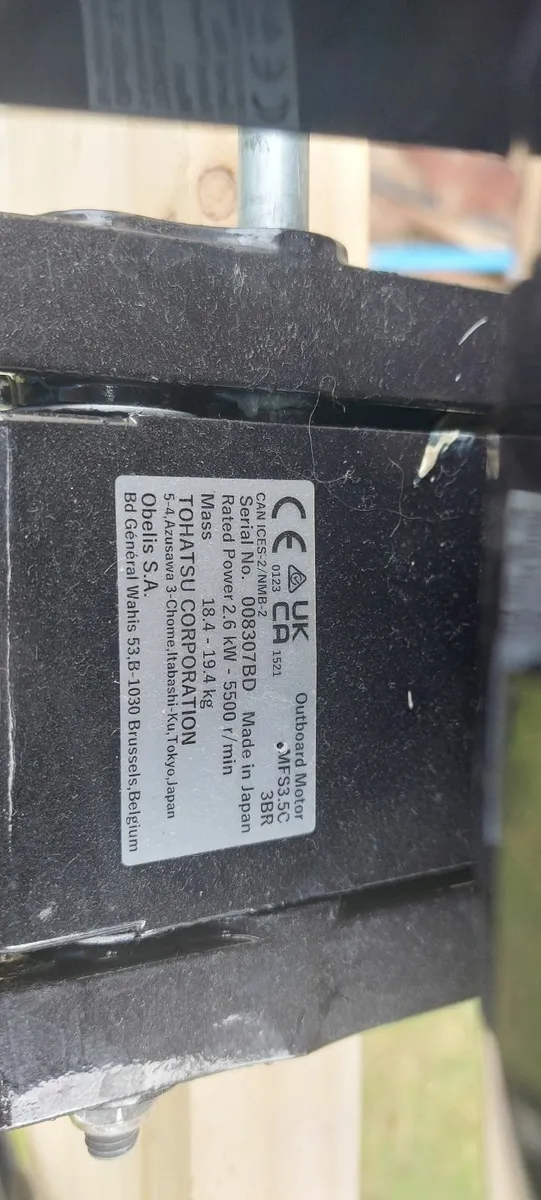 CE 0123 UK CA 1521
Outboard Motor
MFS3.5C
3BR
CAN ICES-2/NMB-2
Serial No. 008307BD Made in Japan
Rated Power 2.6 kW - 5500 r/min
Mass 18.4 - 19.4 kg
TOHATSU CORPORATION
5-4,Azusawa 3-Chome,Itabashi-Ku,Tokyo,Japan
Obelis S.A.
Bd Général Wahis 53,B-1030 Brussels,Belgium